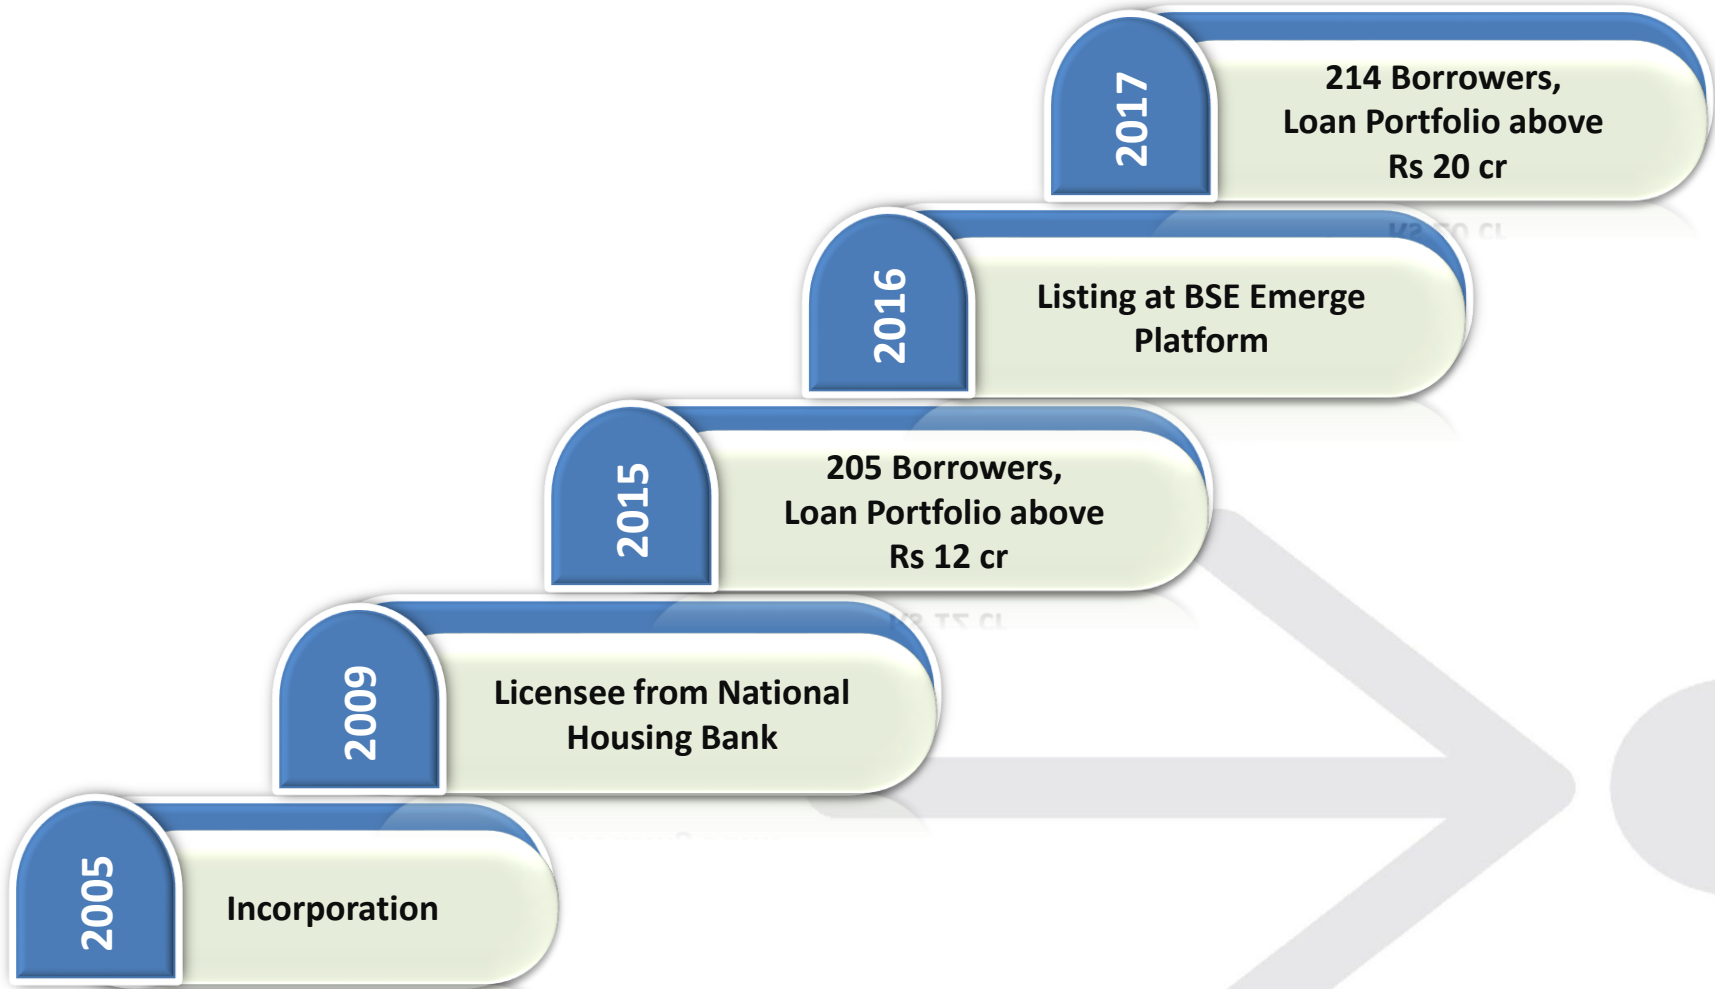 2017
214 Borrowers,
Loan Portfolio above
Rs 20 cr
2016
Listing at BSE Emerge
Platform
2015
205 Borrowers,
Loan Portfolio above
Rs 12 cr
2009
Licensee from National
Housing Bank
2005
Incorporation